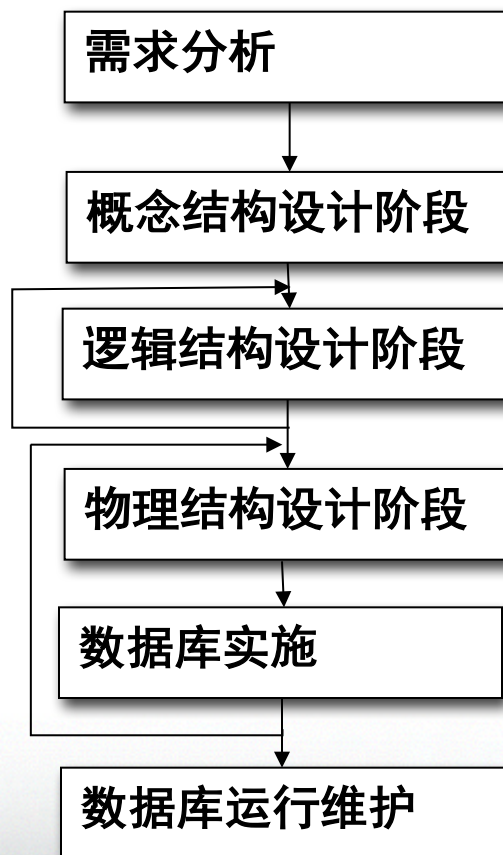 需求分析
概念结构设计阶段
逻辑结构设计阶段
物理结构设计阶段
数据库实施
数据库运行维护